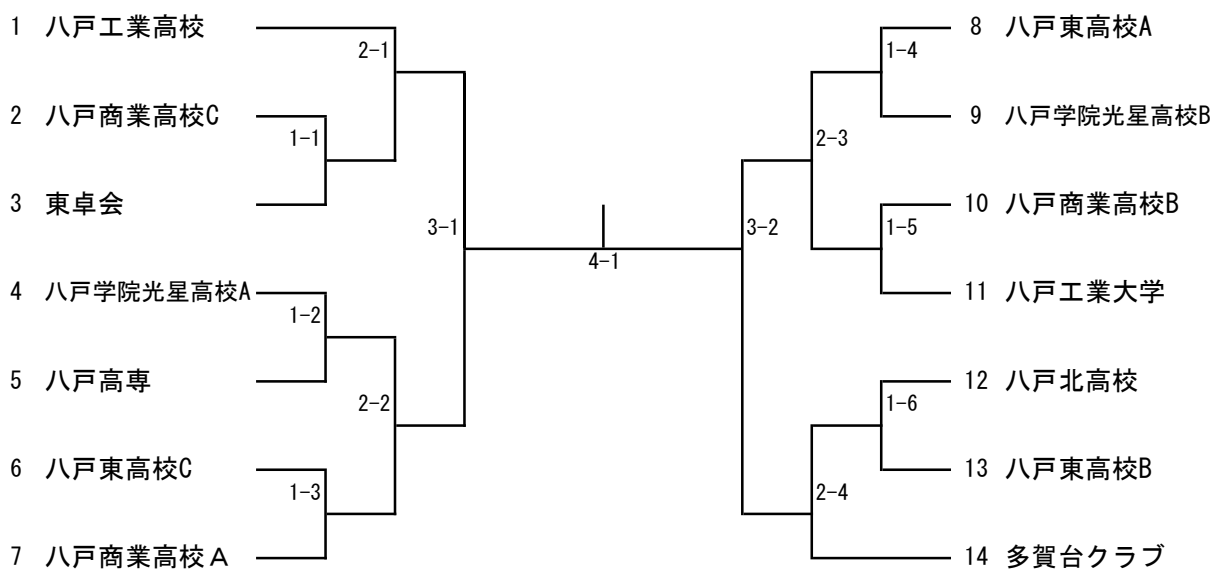 1 八戸工業高校
2 八戸商業高校C
3 東卓会
4 八戸学院光星高校A
5 八戸高専
6 八戸東高校C
7 八戸商業高校Ａ
2-1
1-1
3-1
1-2
2-2
1-3
4-1
8 八戸東高校A
9 八戸学院光星高校B
10 八戸商業高校B
11 八戸工業大学
12 八戸北高校
13 八戸東高校B
14 多賀台クラブ
1-4
2-3
3-2
1-5
1-6
2-4